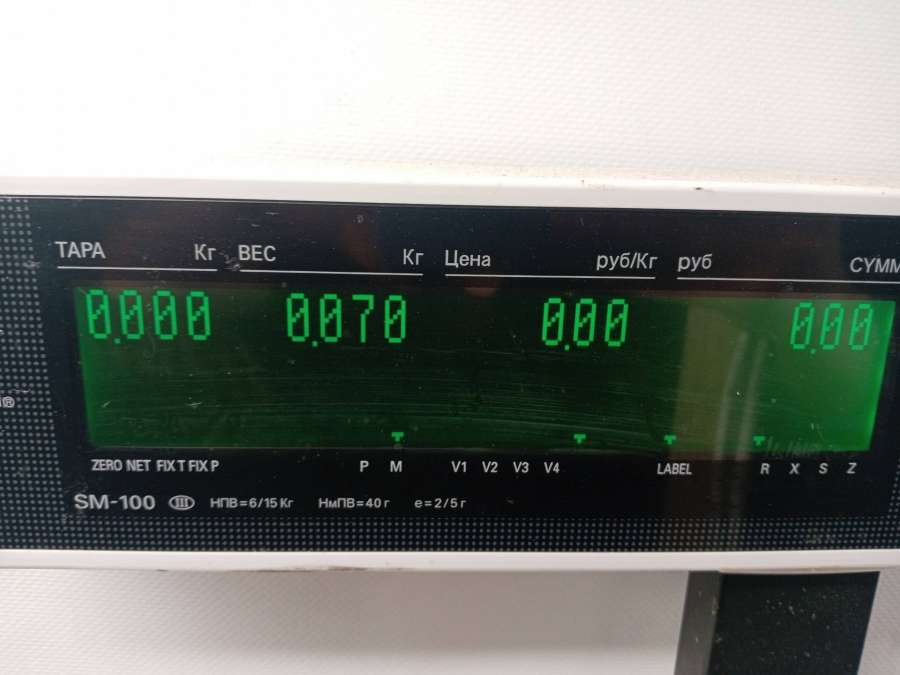 ТАРА Кг ВЕС Кг Цена руб/Кг руб СУММ
0.000 0.070 0.00 0.00
ZERO NET FIX T FIX P P M V1 V2 V3 V4 LABEL R X S Z
SM-100 III НПВ=6/15 Кг НмПВ=40 г e=2/5 г